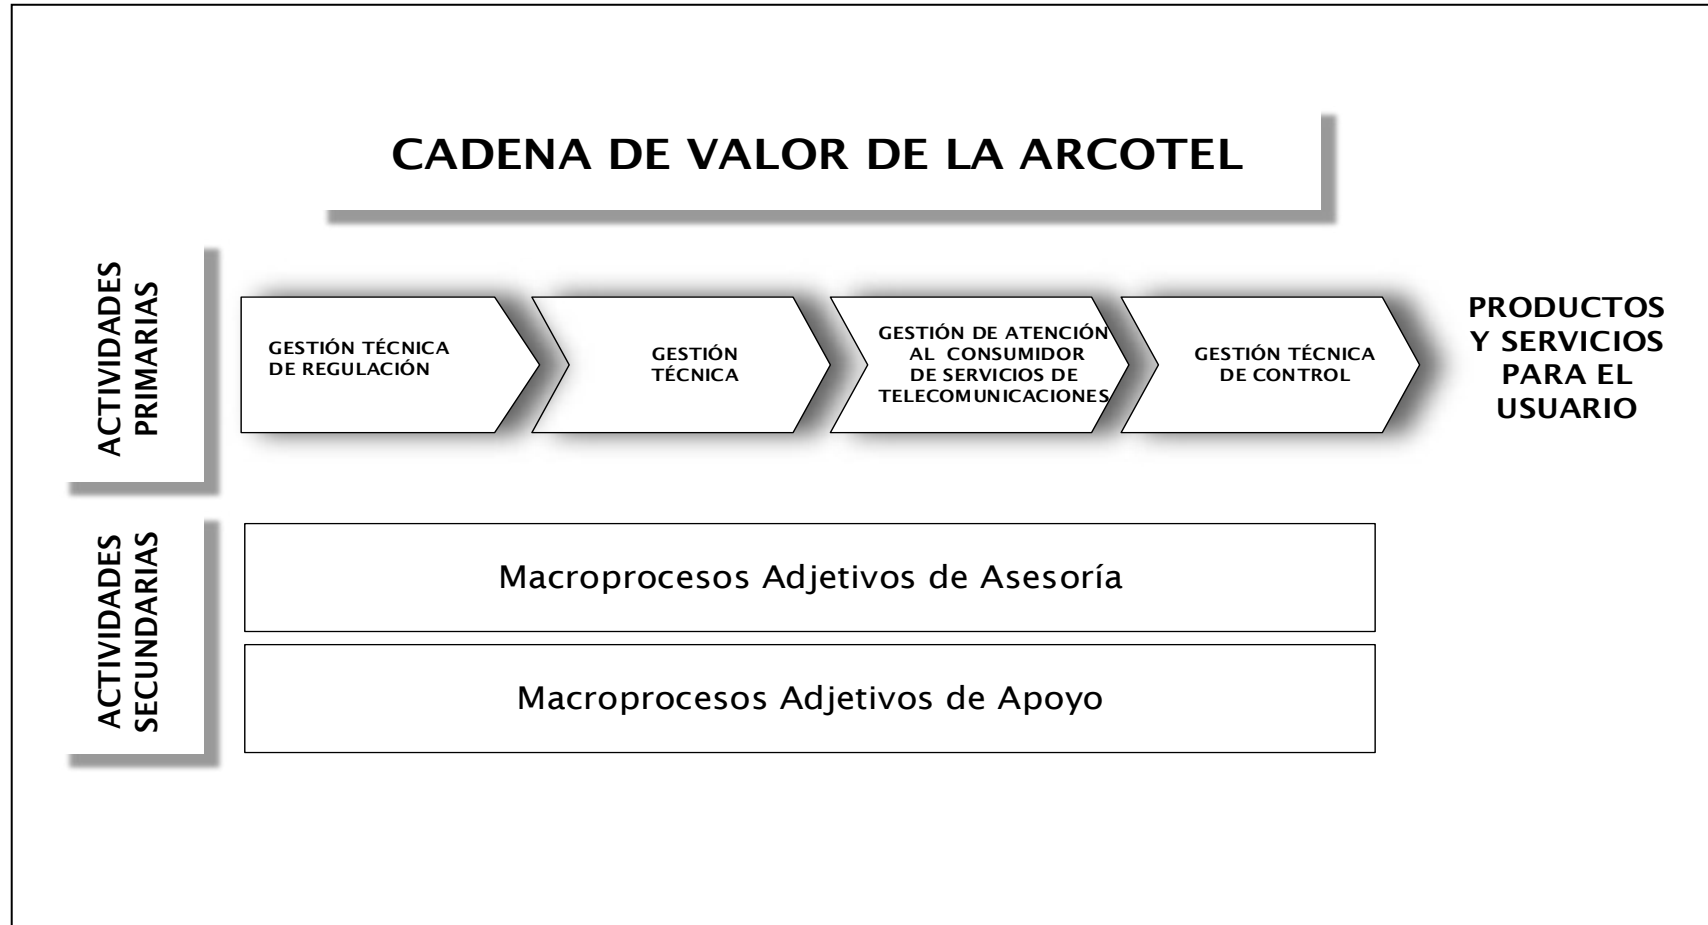 CADENA DE VALOR DE LA ARCOTEL
ACTIVIDADES
PRIMARIAS
GESTIÓN TÉCNICA
DE REGULACIÓN
GESTIÓN
TÉCNICA
GESTIÓN DE ATENCIÓN
AL CONSUMIDOR
DE SERVICIOS DE
TELECOMUNICACIONES
GESTIÓN TÉCNICA
DE CONTROL
PRODUCTOS
Y SERVICIOS
PARA EL
USUARIO
ACTIVIDADES
SECUNDARIAS
Macroprocesos Adjetivos de Asesoría
Macroprocesos Adjetivos de Apoyo